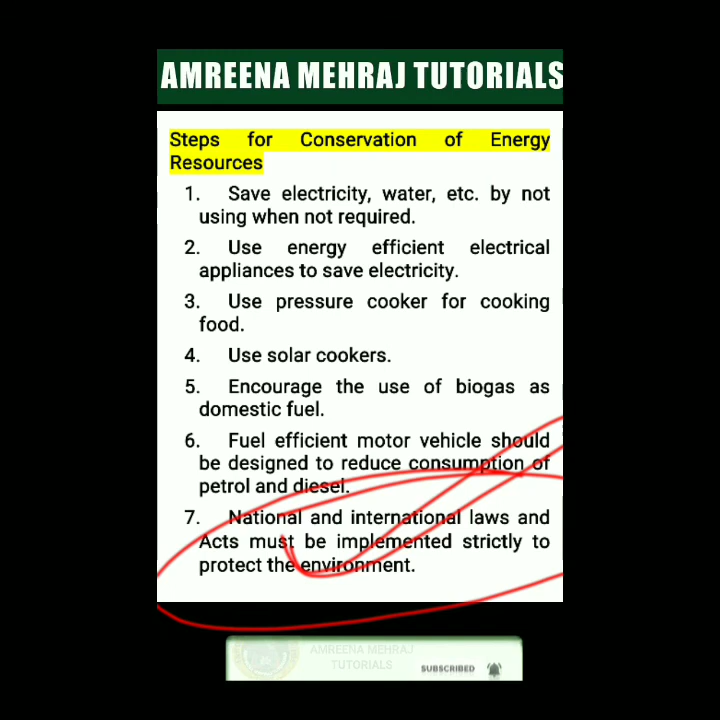 AMREENA MEHRAJ TUTORIALS
Steps for Conservation of Energy
Resources
1. Save electricity, water, etc. by not
using when not required.
2. Use energy efficient electrical
appliances to save electricity.
3. Use pressure cooker for cooking
food.
4. Use solar cookers.
5. Encourage the use of biogas as
domestic fuel.
6. Fuel efficient motor vehicle should
be designed to reduce consumption of
petrol and diesel.
7. National and international laws and
Acts must be implemented strictly to
protect the environment.
AMREENA MEHRAJ
TUTORIALS
SUBSCRIBED